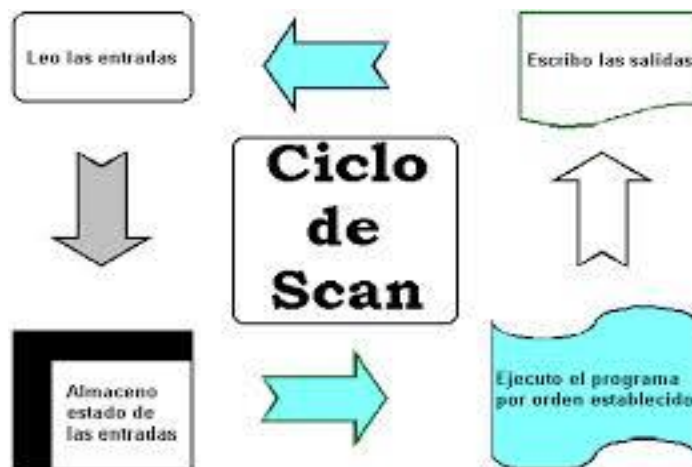 Leo las entradas
Escribo las salidas
Ciclo
de
Scan
Almaceno
estado de
las entradas
Ejecuto el programa
por orden establecido